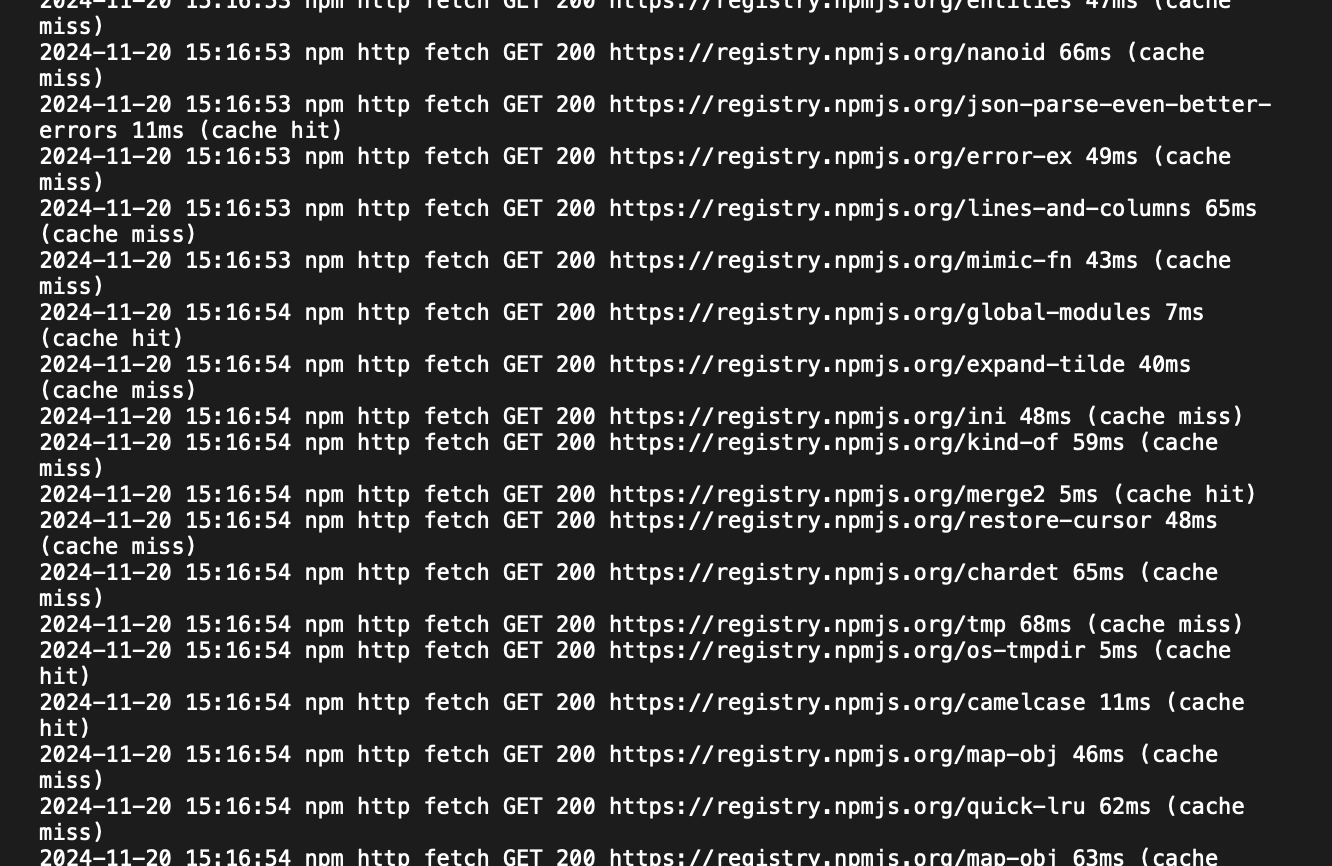 2024-11-20 15:16:53 npm http fetch GET 200 https://registry.npmjs.org/entities 47ms (cache
miss)
2024-11-20 15:16:53 npm http fetch GET 200 https://registry.npmjs.org/nanoid 66ms (cache
miss)
2024-11-20 15:16:53 npm http fetch GET 200 https://registry.npmjs.org/json-parse-even-better-
errors 11ms (cache hit)
2024-11-20 15:16:53 npm http fetch GET 200 https://registry.npmjs.org/error-ex 49ms (cache
miss)
2024-11-20 15:16:53 npm http fetch GET 200 https://registry.npmjs.org/lines-and-columns 65ms
(cache miss)
2024-11-20 15:16:53 npm http fetch GET 200 https://registry.npmjs.org/mimic-fn 43ms (cache
miss)
2024-11-20 15:16:54 npm http fetch GET 200 https://registry.npmjs.org/global-modules 7ms
(cache hit)
2024-11-20 15:16:54 npm http fetch GET 200 https://registry.npmjs.org/expand-tilde 40ms
(cache miss)
2024-11-20 15:16:54 npm http fetch GET 200 https://registry.npmjs.org/ini 48ms (cache miss)
2024-11-20 15:16:54 npm http fetch GET 200 https://registry.npmjs.org/kind-of 59ms (cache
miss)
2024-11-20 15:16:54 npm http fetch GET 200 https://registry.npmjs.org/merge2 5ms (cache hit)
2024-11-20 15:16:54 npm http fetch GET 200 https://registry.npmjs.org/restore-cursor 48ms
(cache miss)
2024-11-20 15:16:54 npm http fetch GET 200 https://registry.npmjs.org/chardet 65ms (cache
miss)
2024-11-20 15:16:54 npm http fetch GET 200 https://registry.npmjs.org/tmp 68ms (cache miss)
2024-11-20 15:16:54 npm http fetch GET 200 https://registry.npmjs.org/os-tmpdir 5ms (cache
hit)
2024-11-20 15:16:54 npm http fetch GET 200 https://registry.npmjs.org/camelcase 11ms (cache
hit)
2024-11-20 15:16:54 npm http fetch GET 200 https://registry.npmjs.org/map-obj 46ms (cache
miss)
2024-11-20 15:16:54 npm http fetch GET 200 https://registry.npmjs.org/quick-lru 62ms (cache
miss)
2024-11-20 15:16:54 npm http fetch GET 200 https://registry.npmjs.org/map-obj 63ms (cache